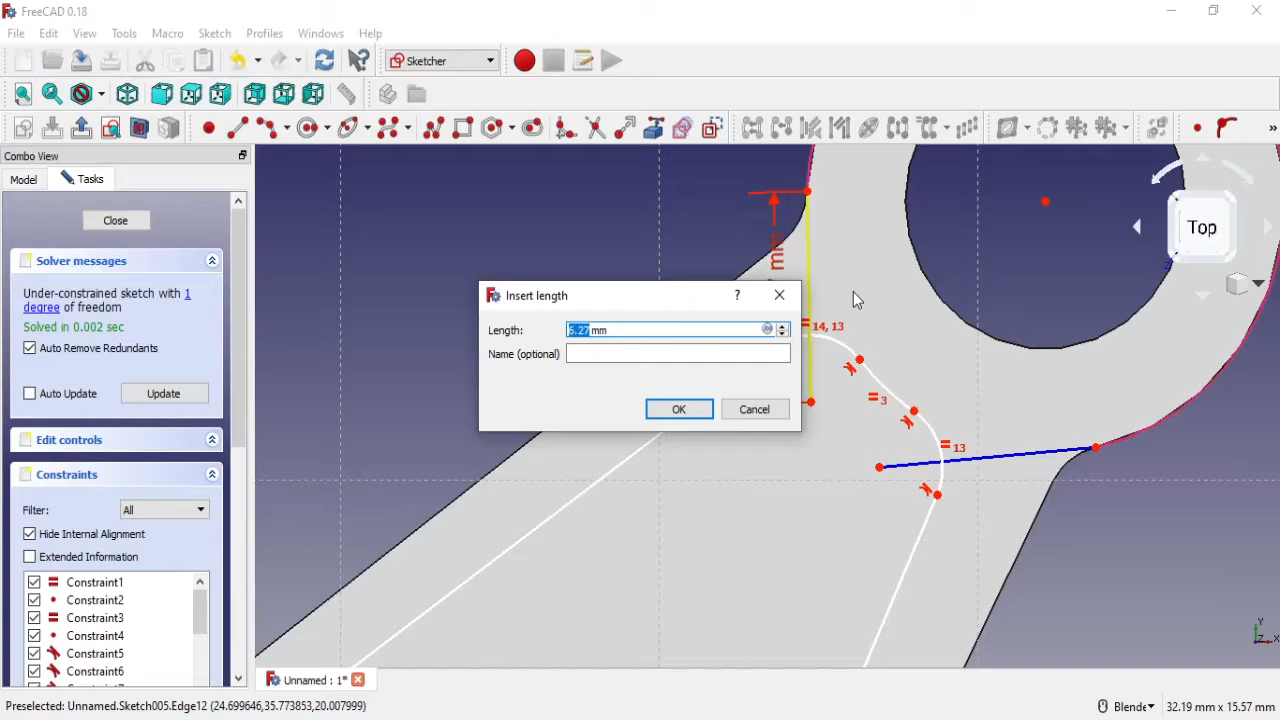 FreeCAD 0.18
File Edit View Tools Macro Sketch Profiles Windows Help
Sketcher
»
Combo View
Model Tasks
Close
Solver messages
Under-constrained sketch with 1
degree of freedom
Solved in 0.002 sec
Auto Remove Redundants
Auto Update Update
Edit controls
Constraints
Filter: All
Hide Internal Alignment
Extended Information
Constraint1
Constraint2
Constraint3
Constraint4
Constraint5
Constraint6
mm
Insert length
?
Length: 6.27 mm
Name (optional)
OK Cancel
14, 13
3
13
Top
Z
Y
X
Unnamed : 1*
Preselected: Unnamed.Sketch005.Edge12 (24.699646,35.773853,20.007999)
Blende 32.19 mm x 15.57 mm